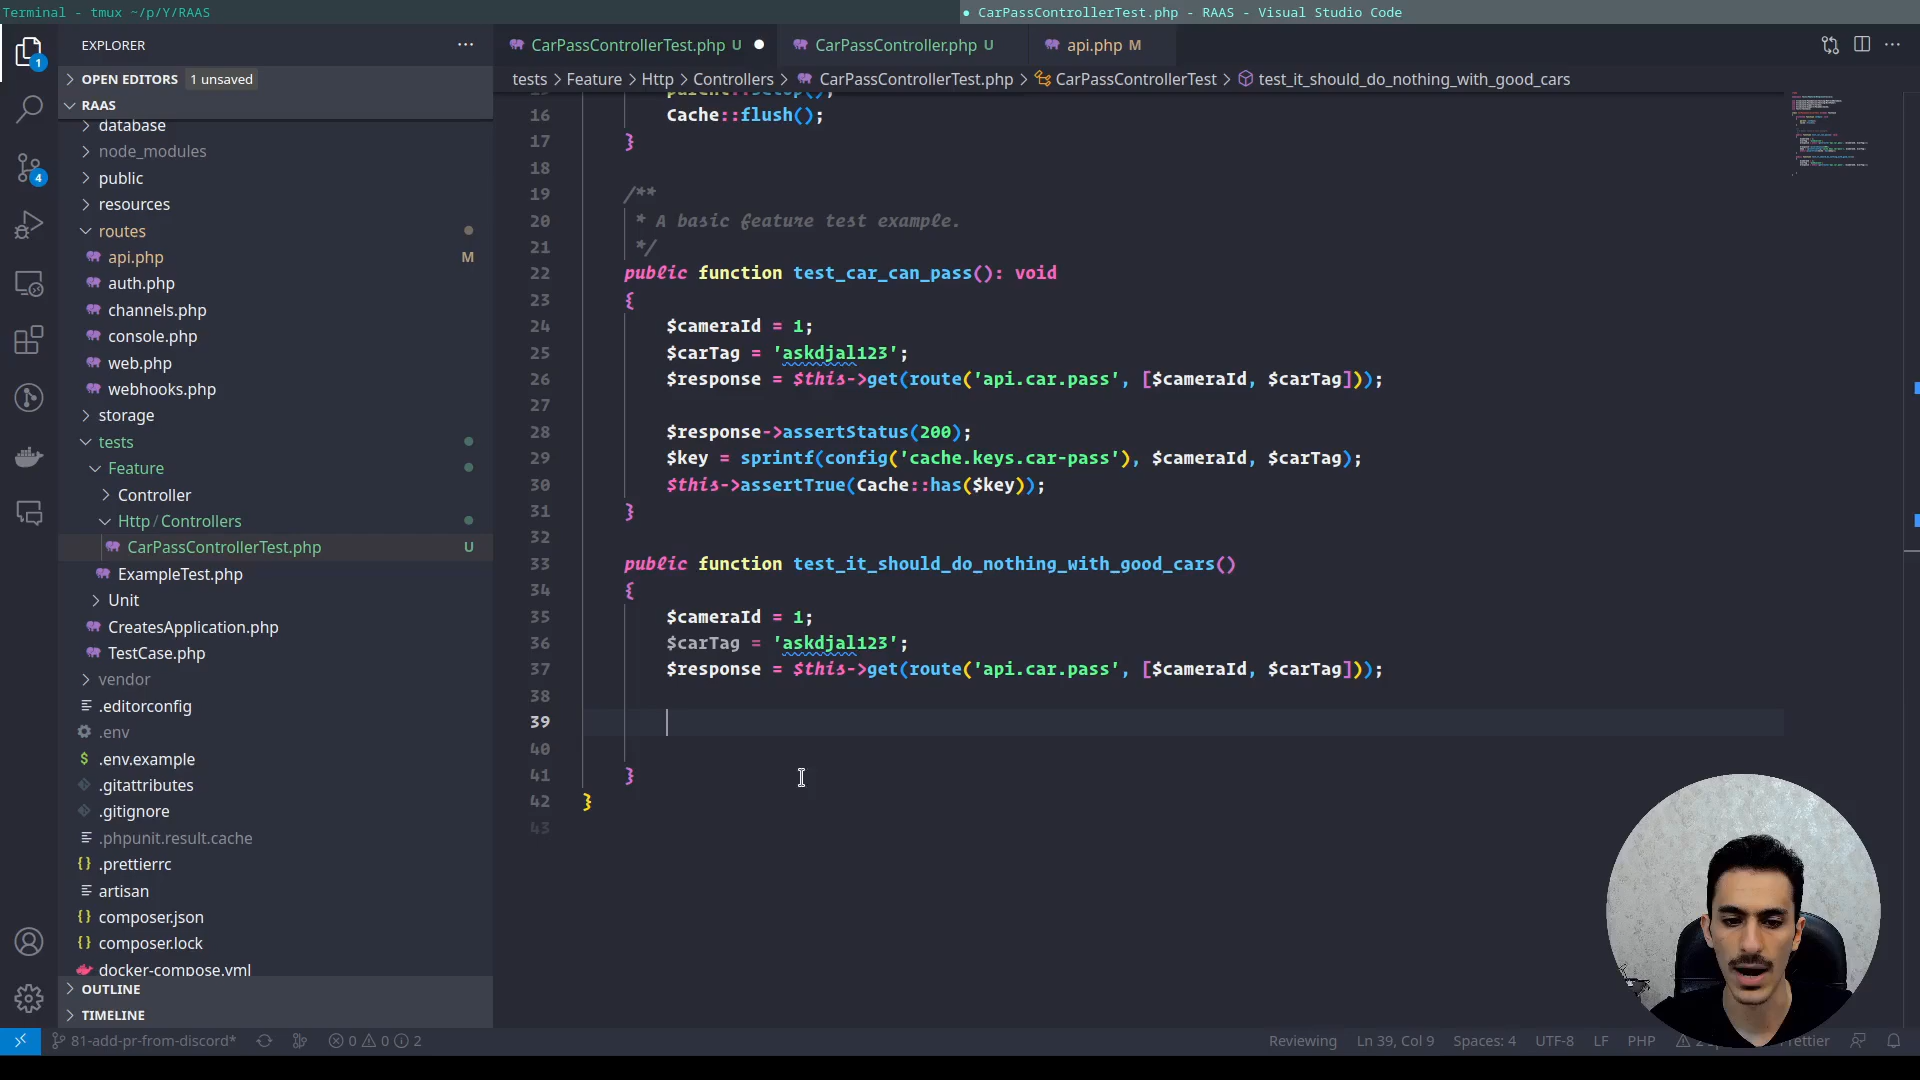 Terminal - tmux ~/p/Y/RAAS
● CarPassControllerTest.php - RAAS - Visual Studio Code
EXPLORER
OPEN EDITORS 1 unsaved
RAAS
database
node_modules
public
resources
routes
api.php M
auth.php
channels.php
console.php
web.php
webhooks.php
storage
tests
Feature
Controller
Http / Controllers
CarPassControllerTest.php U
ExampleTest.php
Unit
CreatesApplication.php
TestCase.php
vendor
.editorconfig
.env
.env.example
.gitattributes
.gitignore
.phpunit.result.cache
.prettierrc
artisan
composer.json
composer.lock
docker-compose.yml
OUTLINE
TIMELINE
1
4
CarPassControllerTest.php U
CarPassController.php U
api.php M
tests > Feature > Http > Controllers > CarPassControllerTest.php > CarPassControllerTest > test_it_should_do_nothing_with_good_cars
16 Cache::flush();
17 }
18
19 /**
20 * A basic feature test example.
21 */
22 public function test_car_can_pass(): void
23 {
24 $cameraId = 1;
25 $carTag = 'askdjal123';
26 $response = $this->get(route('api.car.pass', [$cameraId, $carTag]));
27
28 $response->assertStatus(200);
29 $key = sprintf(config('cache.keys.car-pass'), $cameraId, $carTag);
30 $this->assertTrue(Cache::has($key));
31 }
32
33 public function test_it_should_do_nothing_with_good_cars()
34 {
35 $cameraId = 1;
36 $carTag = 'askdjal123';
37 $response = $this->get(route('api.car.pass', [$cameraId, $carTag]));
38
39
40
41 }
42 }
43
81-add-pr-from-discord* 0 0 2
Reviewing Ln 39, Col 9 Spaces: 4 UTF-8 LF PHP